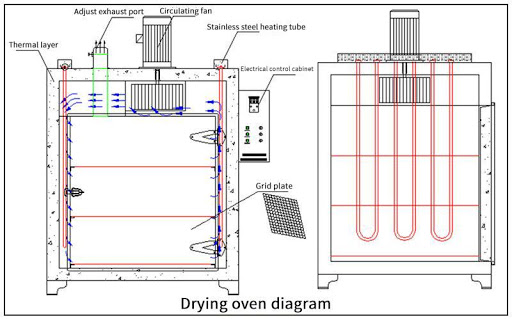 Adjust exhaust port
Circulating fan
Stainless steel heating tube
Thermal layer
Electrical control cabinet
Grid plate
Drying oven diagram